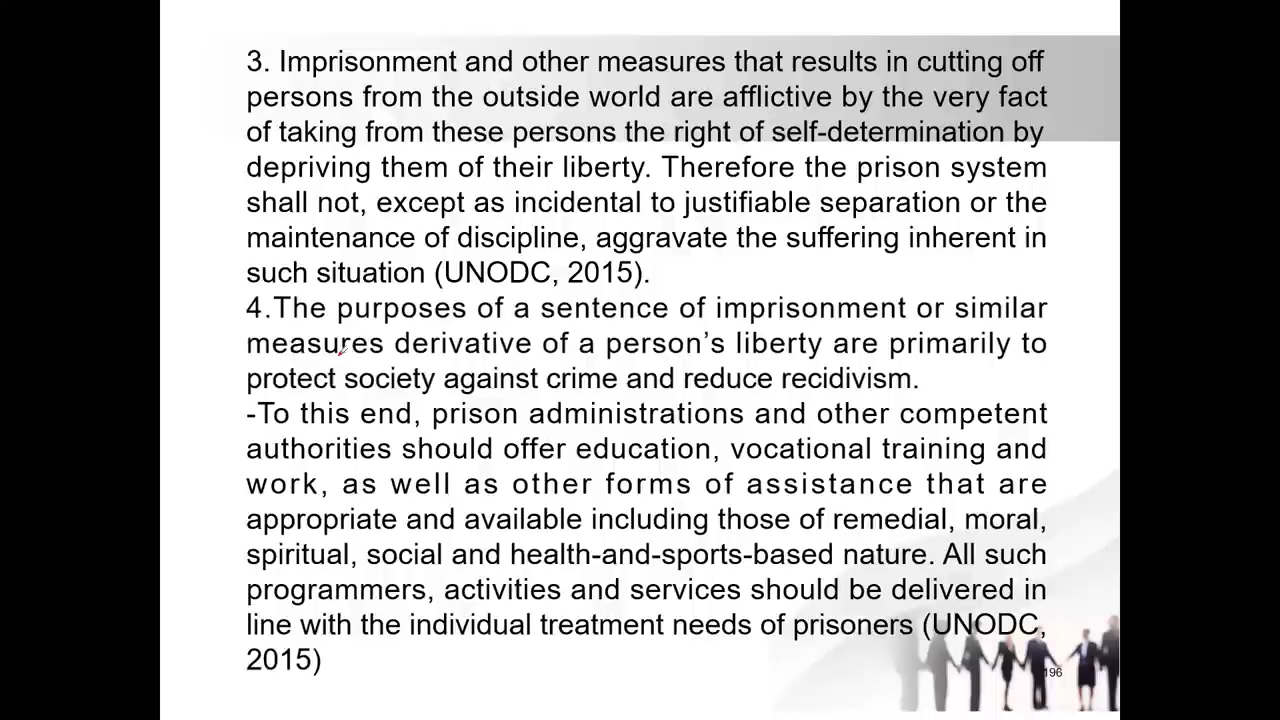 3. Imprisonment and other measures that results in cutting off
persons from the outside world are afflictive by the very fact
of taking from these persons the right of self-determination by
depriving them of their liberty. Therefore the prison system
shall not, except as incidental to justifiable separation or the
maintenance of discipline, aggravate the suffering inherent in
such situation (UNODC, 2015).
4.The purposes of a sentence of imprisonment or similar
measures derivative of a person’s liberty are primarily to
protect society against crime and reduce recidivism.
-To this end, prison administrations and other competent
authorities should offer education, vocational training and
work, as well as other forms of assistance that are
appropriate and available including those of remedial, moral,
spiritual, social and health-and-sports-based nature. All such
programmers, activities and services should be delivered in
line with the individual treatment needs of prisoners (UNODC,
2015)
196